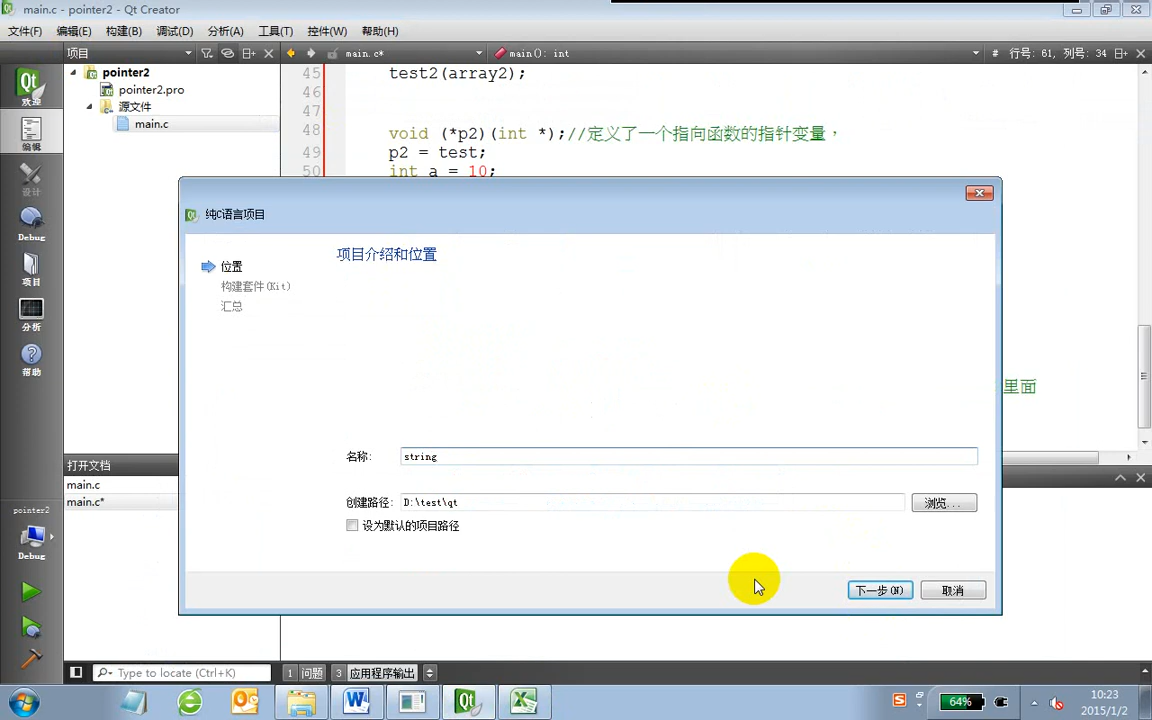 main.c - pointer2 - Qt Creator
文件(F) 编辑(E) 构建(B) 调试(D) 分析(A) 工具(T) 控件(W) 帮助(H)
项目 main.c* main(): int # 行号: 61, 列号: 34
欢迎
编辑
设计
Debug
项目
分析
帮助
pointer2
Debug
pointer2
pointer2.pro
源文件
main.c
打开文档
main.c
main.c*
45 test2(array2);
46
47
48 void (*p2)(int *);//定义了一个指向函数的指针变量，
49 p2 = test;
50 int a = 10;
里面
纯C语言项目
位置
构建套件(Kit)
汇总
项目介绍和位置
名称: string
创建路径: D:\test\qt 浏览...
设为默认的项目路径
下一步(N) 取消
Type to locate (Ctrl+K) 1 问题 3 应用程序输出
64% 10:23
2015/1/2